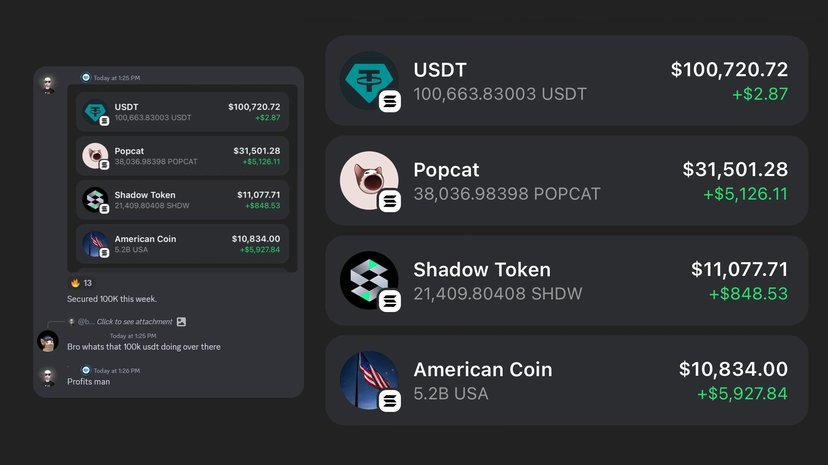 Today at 1:25 PM
USDT
$100,720.72
100,663.83003 USDT
+$2.87
Popcat
$31,501.28
38,036.98398 POPCAT
+$5,126.11
Shadow Token
$11,077.71
21,409.80408 SHDW
+$848.53
American Coin
$10,834.00
5.2B USA
+$5,927.84
13
Secured 100K this week.
@b... Click to see attachment
Today at 1:25 PM
Bro whats that 100k usdt doing over there
Today at 1:26 PM
Profits man
USDT
$100,720.72
100,663.83003 USDT
+$2.87
Popcat
$31,501.28
38,036.98398 POPCAT
+$5,126.11
Shadow Token
$11,077.71
21,409.80408 SHDW
+$848.53
American Coin
$10,834.00
5.2B USA
+$5,927.84